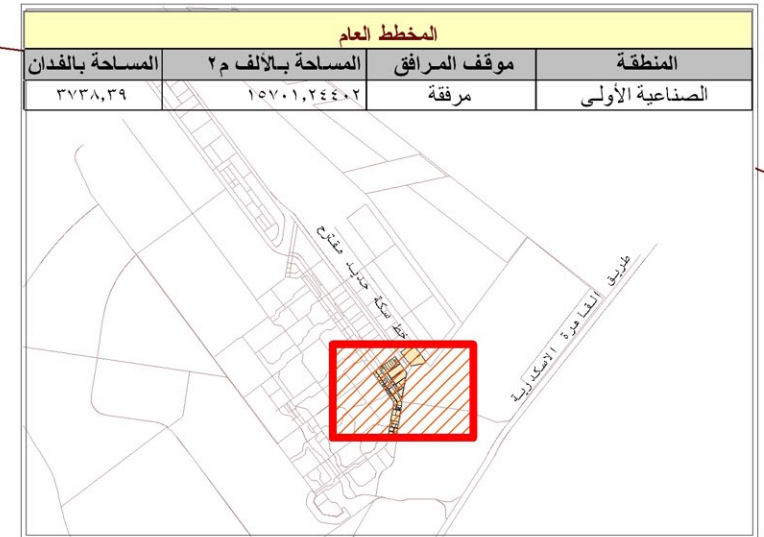 المخطط العام
المنطقة موقف المرافق المساحة بالألف م٢ المساحة بالفدان
الصناعية الأولى مرفقة ١٥٧٠١,٢٤٤٠٢ ٣٧٣٨,٣٩
خط سكة حديد مقترح
طريق القاهرة الاسكندرية